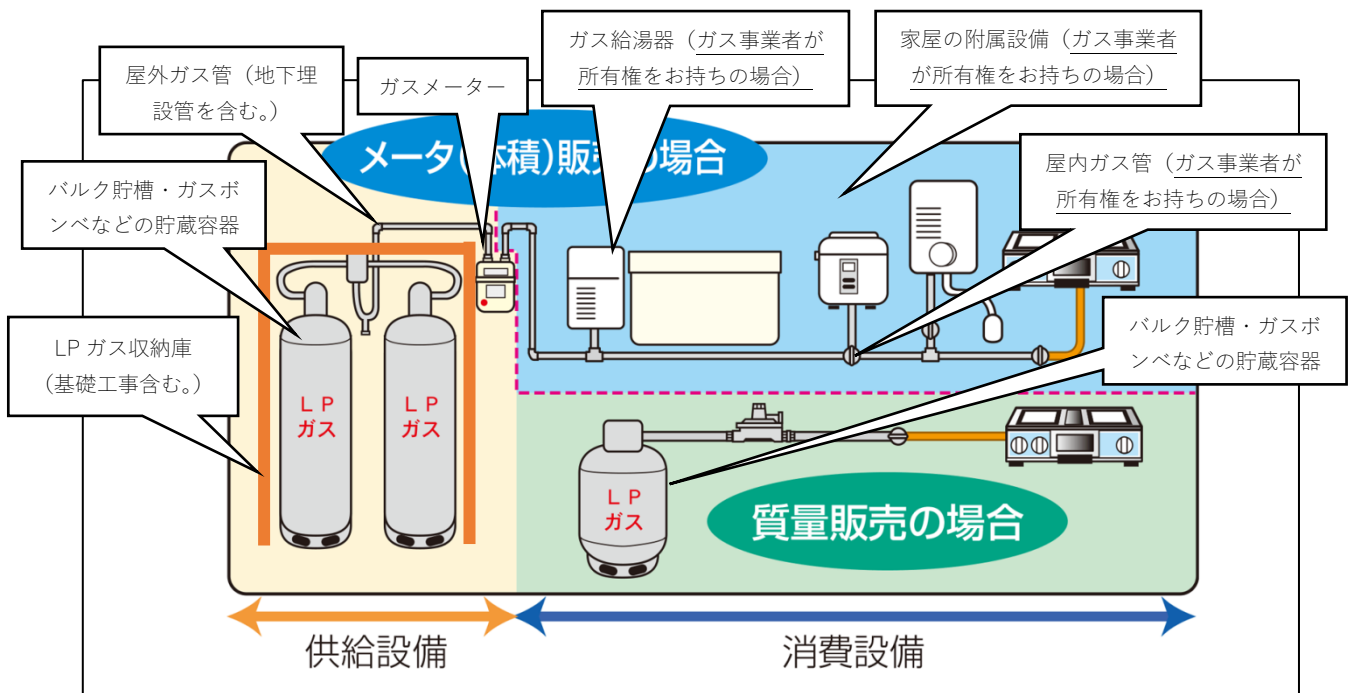 ガス給湯器（ガス事業者が
所有権をお持ちの場合）
家屋の附属設備（ガス事業者
が所有権をお持ちの場合）
屋外ガス管（地下埋
設管を含む。）
ガスメーター
メータ(体積)販売の場合
屋内ガス管（ガス事業者が
所有権をお持ちの場合）
バルク貯槽・ガスボ
ンベなどの貯蔵容器
LP ガス収納庫
（基礎工事含む。）
バルク貯槽・ガスボ
ンベなどの貯蔵容器
LP
ガス
LP
ガス
LP
ガス
質量販売の場合
供給設備
消費設備